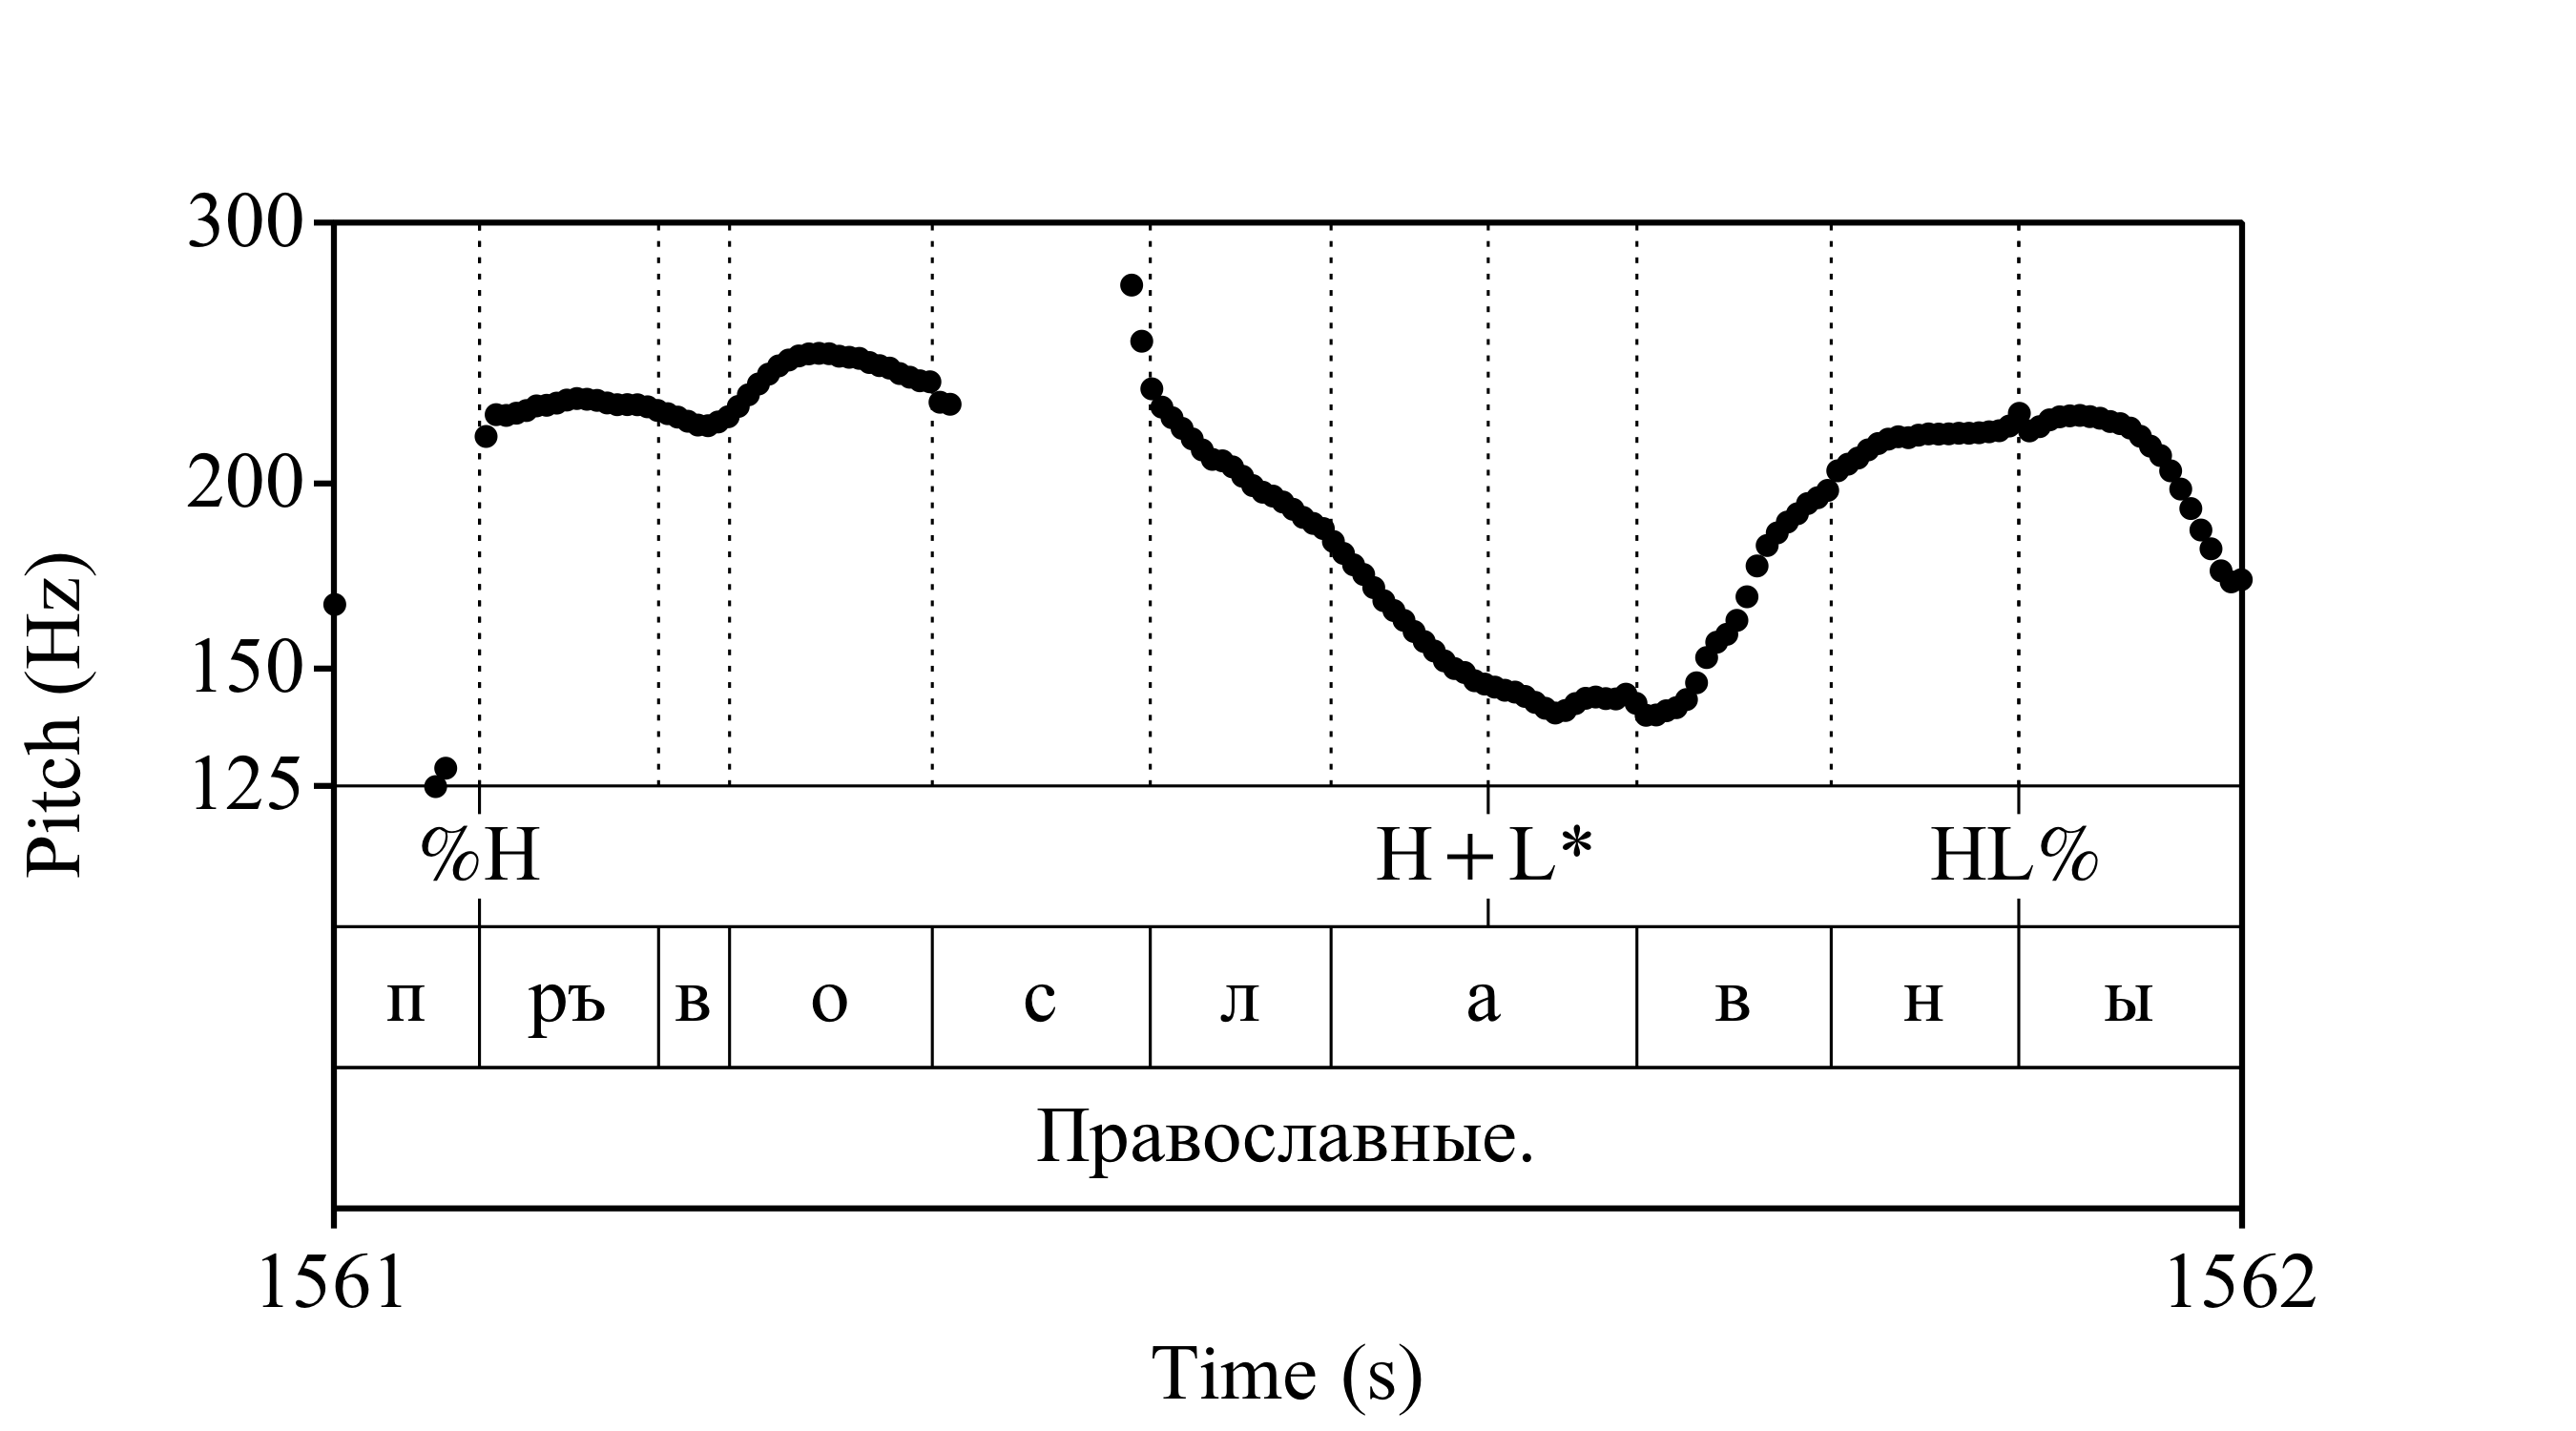 300
200
150
125
Pitch (Hz)
%H H+L* HL%
п ръ в о с л а в н ы
Православные.
1561 1562
Time (s)